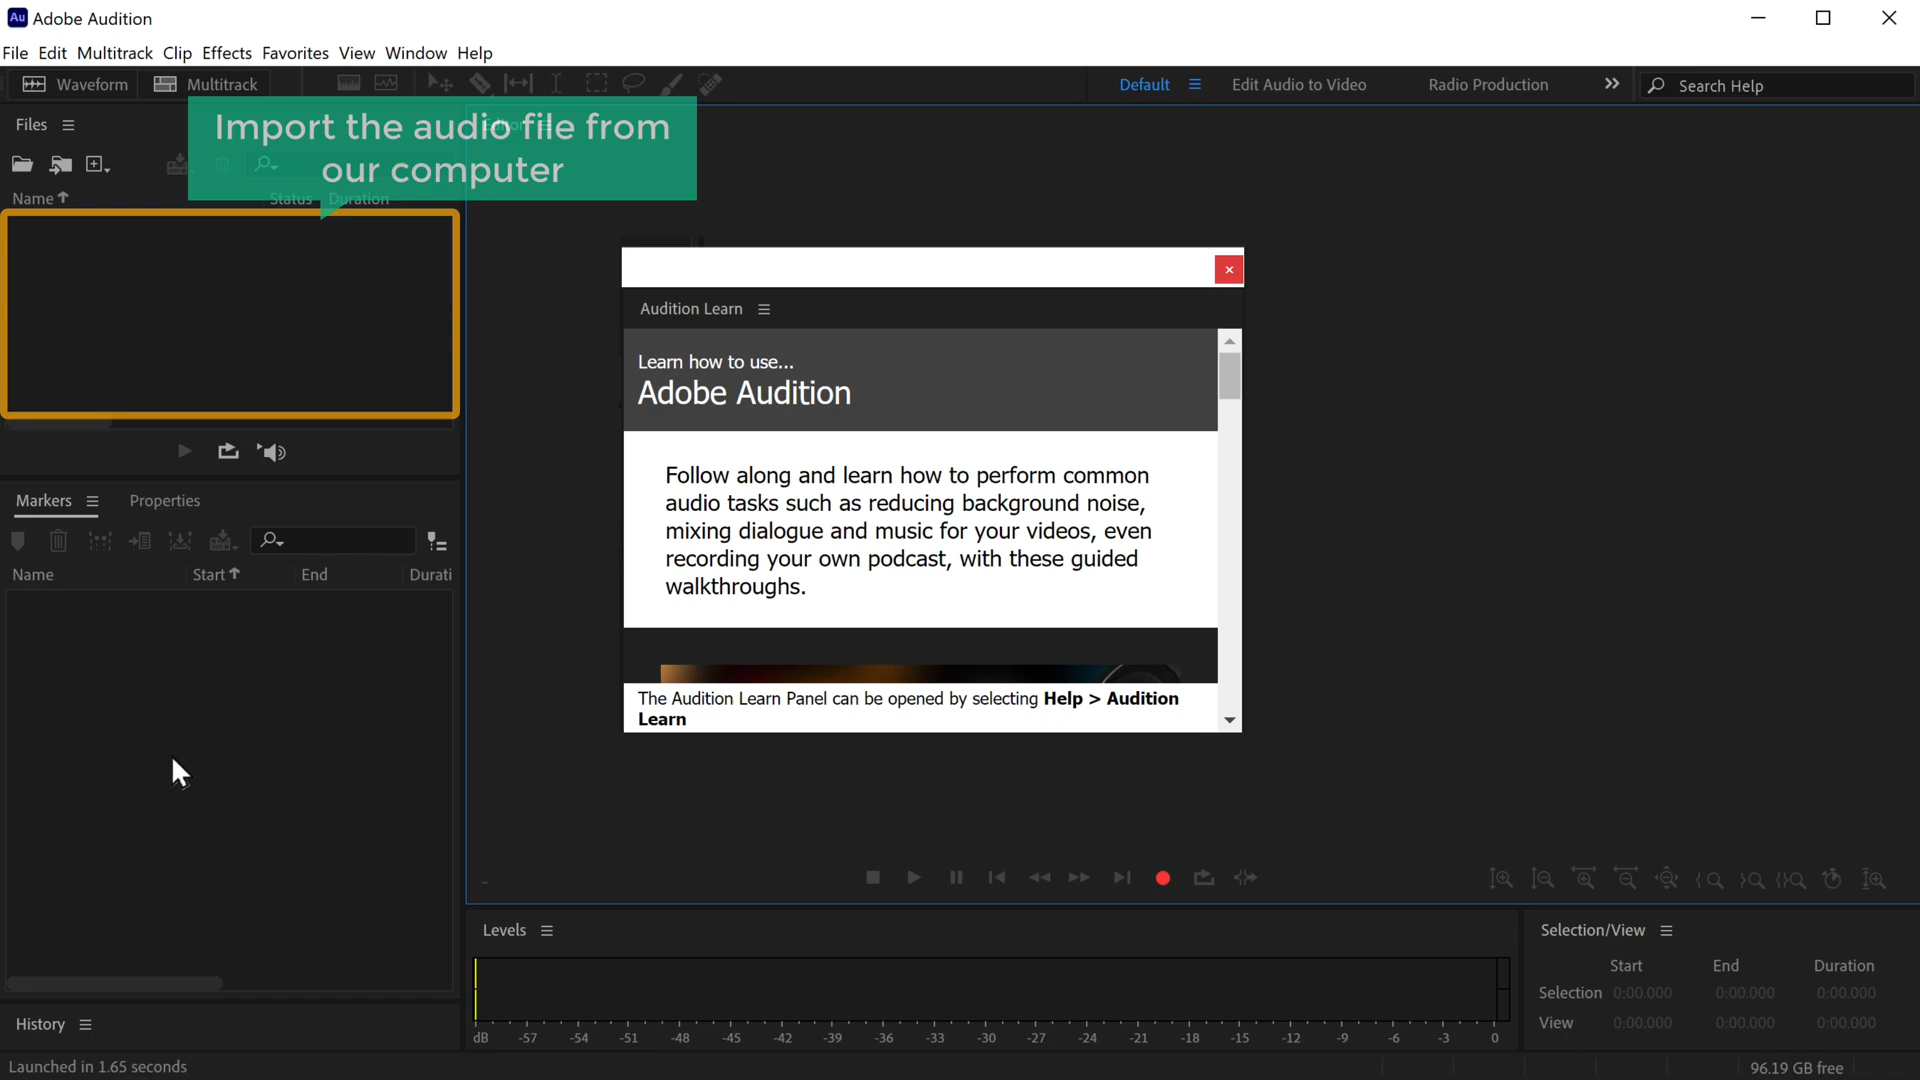 Au Adobe Audition
File Edit Multitrack Clip Effects Favorites View Window Help
Waveform Multitrack Default Edit Audio to Video Radio Production Search Help
Files
Import the audio file from
our computer
Name Status Duration
Audition Learn
Learn how to use...
Adobe Audition
Follow along and learn how to perform common
audio tasks such as reducing background noise,
mixing dialogue and music for your videos, even
recording your own podcast, with these guided
walkthroughs.
The Audition Learn Panel can be opened by selecting Help > Audition
Learn
Markers Properties
Name Start End Durati
Levels
dB -57 -54 -51 -48 -45 -42 -39 -36 -33 -30 -27 -24 -21 -18 -15 -12 -9 -6 -3 0
Selection/View
Start End Duration
Selection 0:00.000 0:00.000 0:00.000
View 0:00.000 0:00.000 0:00.000
History
Launched in 1.65 seconds
96.19 GB free